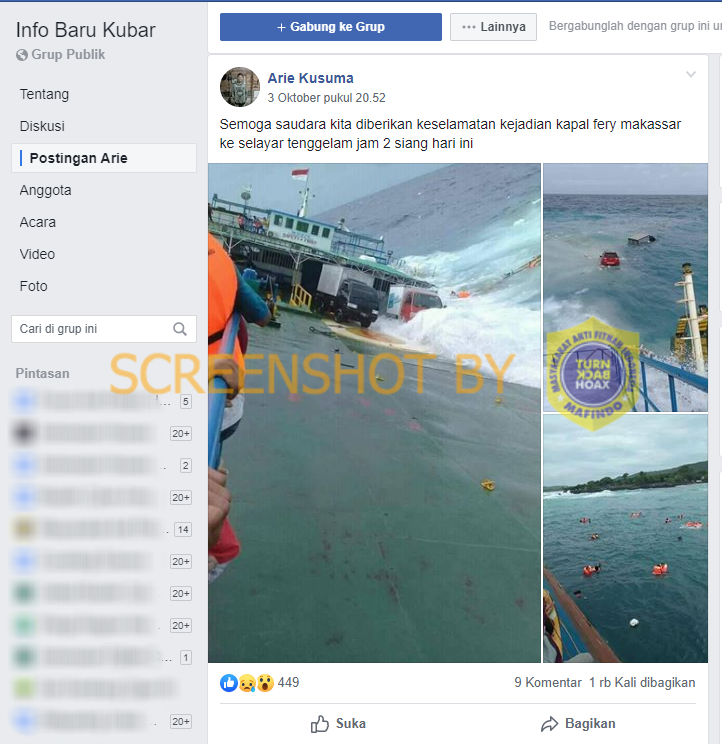 Info Baru Kubar
Grup Publik
Tentang
Diskusi
Postingan Arie
Anggota
Acara
Video
Foto
Cari di grup ini
Pintasan
... 5
20+
. 2
20+
. 14
20+
20+
. 20+
... 1
. 20+
+ Gabung ke Grup
··· Lainnya
Bergabunglah dengan grup ini
Arie Kusuma
3 Oktober pukul 20.52
Semoga saudara kita diberikan keselamatan kejadian kapal fery makassar
ke selayar tenggelam jam 2 siang hari ini
SCREENSHOT BY
MASYARAKAT ANTI FITNAH
TURN
BACK
HOAX
MAFINDO
449
9 Komentar 1 rb Kali dibagikan
Suka
Bagikan